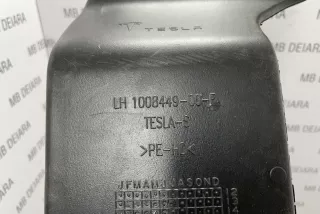 TESLA
LH 1008449-00-
TESLA-S
>PE-HD<
JFMAMJJASOND
MB DEIARA
MB DEIARA
MB DEIARA
MB DEIARA